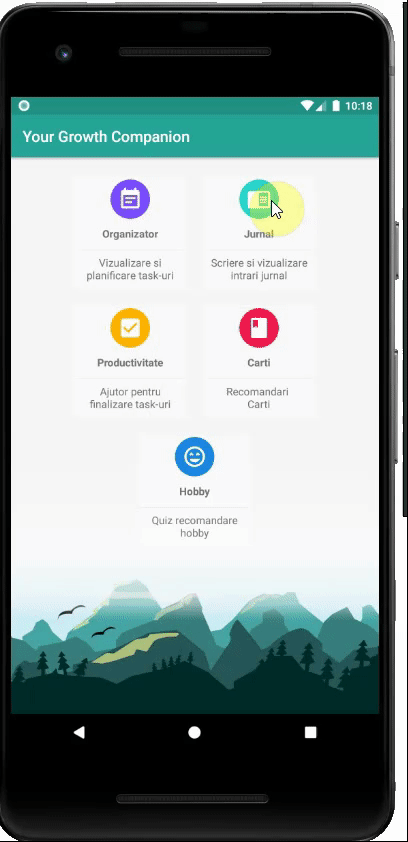 10:18
Your Growth Companion
Organizator
Jurnal
Vizualizare si
planificare task-uri
Scriere si vizualizare
intrari jurnal
Productivitate
Carti
Ajutor pentru
finalizare task-uri
Recomandari
Carti
Hobby
Quiz recomandare
hobby